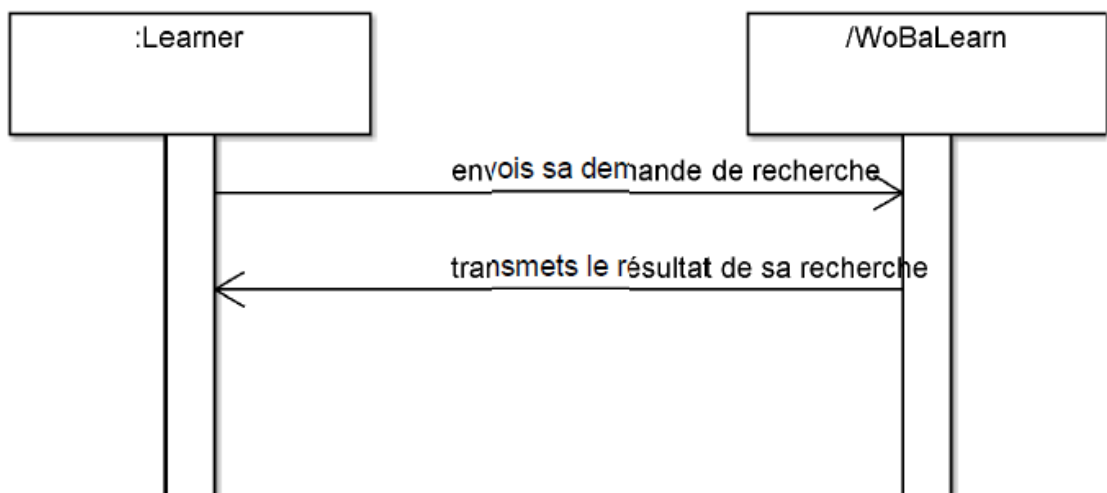 :Learner
/WoBaLearn
envois sa demande de recherche
transmets le résultat de sa recherche